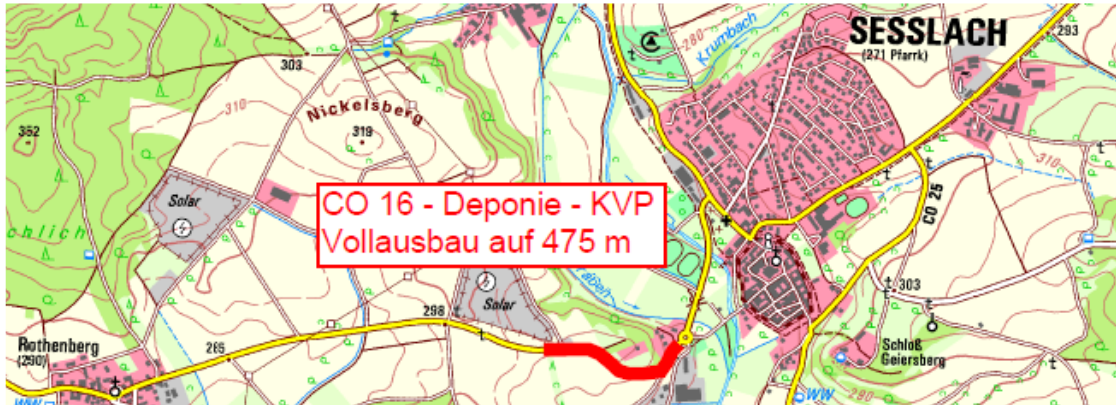 SESSLACH
(271 Pfarrk)
293
280
Krumbach
303
310
Nickelsberg
319
352
Solar
310
CO 25
CO 16 - Deponie - KVP
Vollausbau auf 475 m
303
Solar
298
Rothenberg
(290)
265
Schloß
Geiersberg
290
WW
WW